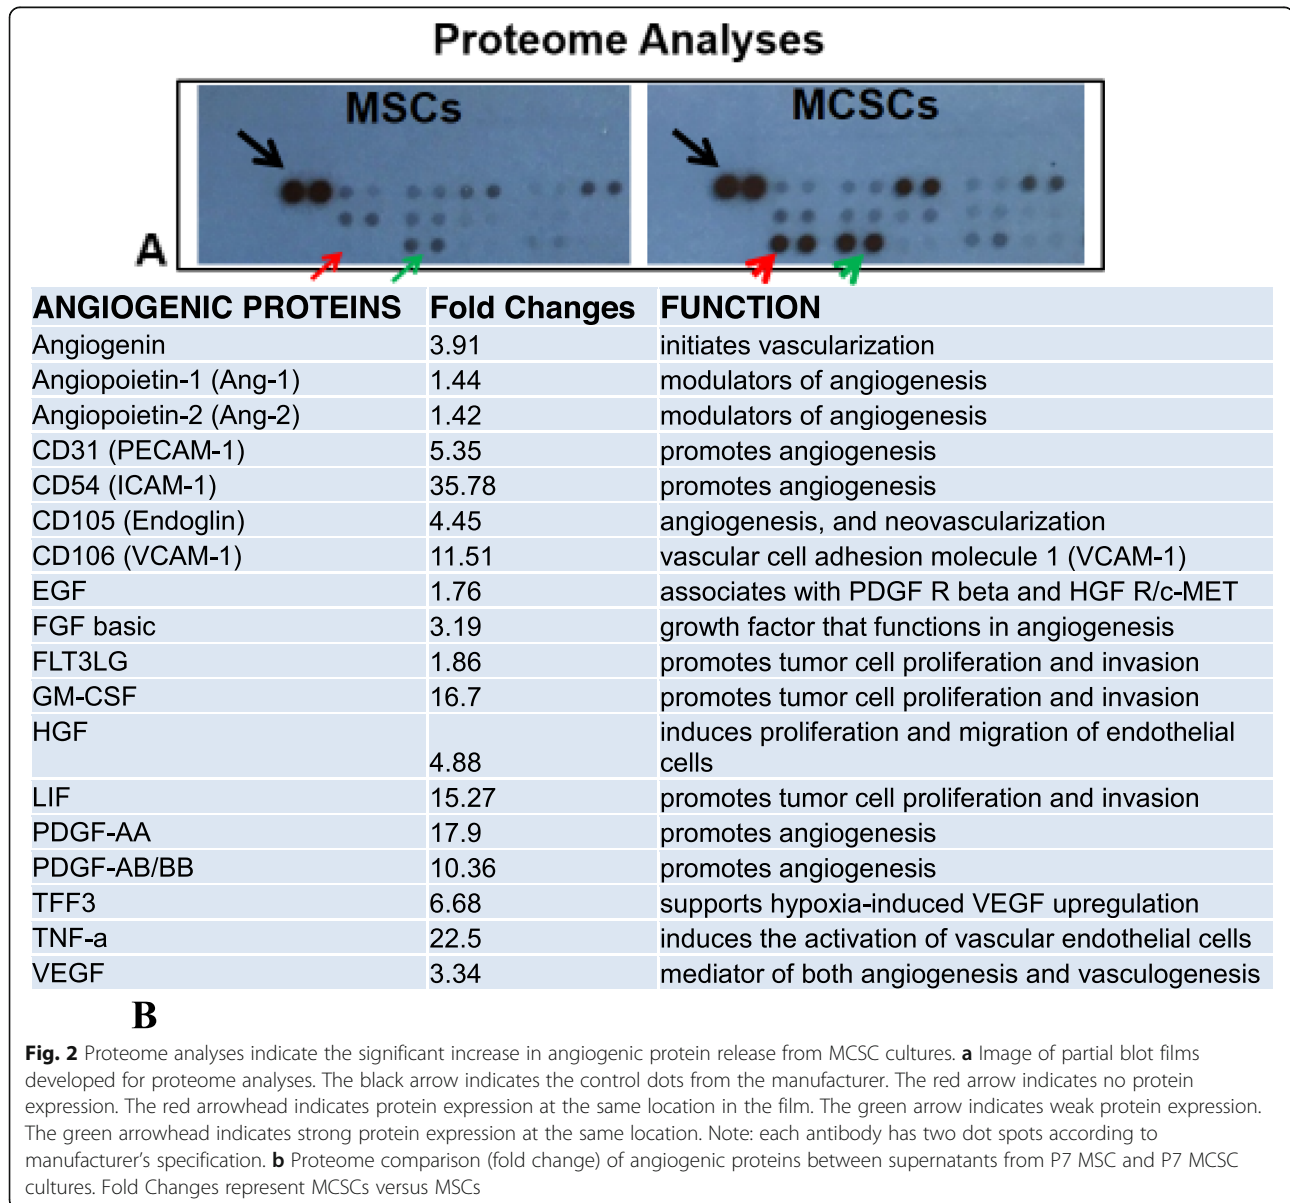 Proteome Analyses
MSCs
MCSCs
A
ANGIOGENIC PROTEINS Fold Changes FUNCTION
Angiogenin 3.91 initiates vascularization
Angiopoietin-1 (Ang-1) 1.44 modulators of angiogenesis
Angiopoietin-2 (Ang-2) 1.42 modulators of angiogenesis
CD31 (PECAM-1) 5.35 promotes angiogenesis
CD54 (ICAM-1) 35.78 promotes angiogenesis
CD105 (Endoglin) 4.45 angiogenesis, and neovascularization
CD106 (VCAM-1) 11.51 vascular cell adhesion molecule 1 (VCAM-1)
EGF 1.76 associates with PDGF R beta and HGF R/c-MET
FGF basic 3.19 growth factor that functions in angiogenesis
FLT3LG 1.86 promotes tumor cell proliferation and invasion
GM-CSF 16.7 promotes tumor cell proliferation and invasion
HGF induces proliferation and migration of endothelial
4.88 cells
LIF 15.27 promotes tumor cell proliferation and invasion
PDGF-AA 17.9 promotes angiogenesis
PDGF-AB/BB 10.36 promotes angiogenesis
TFF3 6.68 supports hypoxia-induced VEGF upregulation
TNF-a 22.5 induces the activation of vascular endothelial cells
VEGF 3.34 mediator of both angiogenesis and vasculogenesis
B
Fig. 2 Proteome analyses indicate the significant increase in angiogenic protein release from MCSC cultures. a Image of partial blot films
developed for proteome analyses. The black arrow indicates the control dots from the manufacturer. The red arrow indicates no protein
expression. The red arrowhead indicates protein expression at the same location in the film. The green arrow indicates weak protein expression.
The green arrowhead indicates strong protein expression at the same location. Note: each antibody has two dot spots according to
manufacturer's specification. b Proteome comparison (fold change) of angiogenic proteins between supernatants from P7 MSC and P7 MCSC
cultures. Fold Changes represent MCSCs versus MSCs